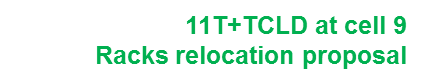 11T+TCLD at cell 9
Racks relocation proposal